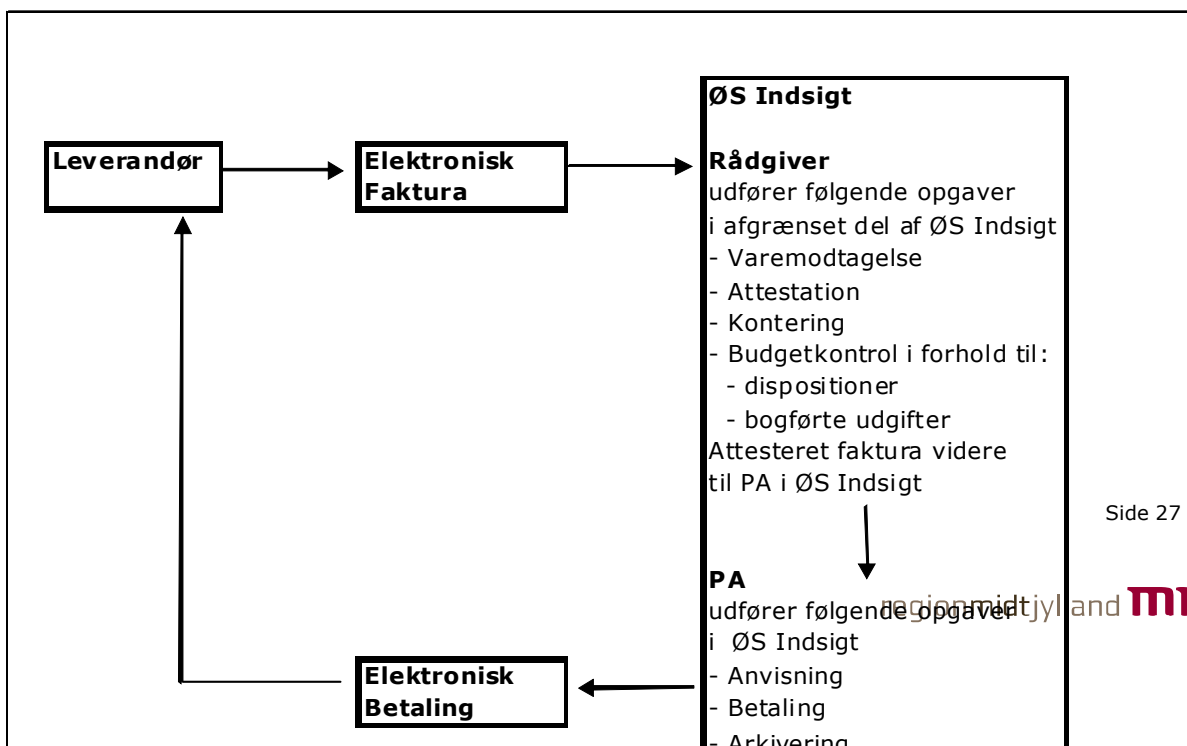 Leverandør
Elektronisk
Faktura
ØS Indsigt
Rådgiver
udfører følgende opgaver
i afgrænset del af ØS Indsigt
- Varemodtagelse
- Attestation
- Kontering
- Budgetkontrol i forhold til:
- dispositioner
- bogførte udgifter
Attesteret faktura videre
til PA i ØS Indsigt
Side 27
PA
udfører følgende opgaver
i ØS Indsigt
- Anvisning
- Betaling
- Arkivering
regionmidtjylland
Elektronisk
Betaling